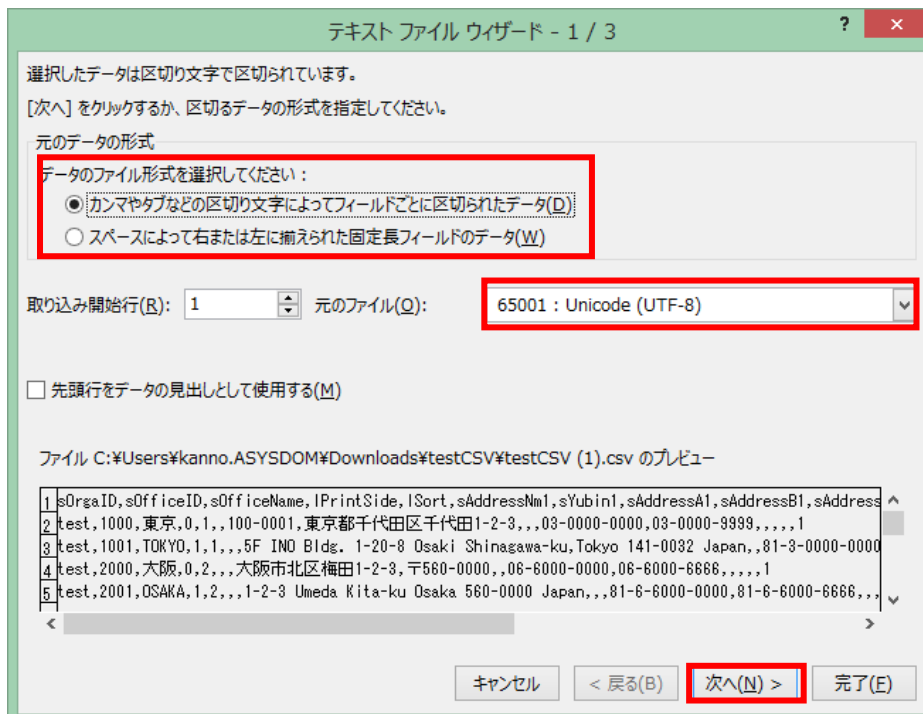 テキスト ファイル ウィザード - 1 / 3
? ×
選択したデータは区切り文字で区切られています。
[次へ] をクリックするか、区切るデータの形式を指定してください。
元のデータの形式
データのファイル形式を選択してください：
カンマやタブなどの区切り文字によってフィールドごとに区切られたデータ(D)
スペースによって右または左に揃えられた固定長フィールドのデータ(W)
取り込み開始行(R): 1 元のファイル(O): 65001 : Unicode (UTF-8)
先頭行をデータの見出しとして使用する(M)
ファイル C:¥Users¥kanno.ASYSDOM¥Downloads¥testCSV¥testCSV (1).csv のプレビュー
1 sOrgaID,sOfficeID,sOfficeName,lPrintSide,lSort,sAddressNm1,sYubin1,sAddressA1,sAddressB1,sAddress
2 test,1000,東京,0,1,,100-0001,東京都千代田区千代田1-2-3,,,03-0000-0000,03-0000-9999,,,,,1
3 test,1001,TOKYO,1,1,,,5F INO Bldg. 1-20-8 Osaki Shinagawa-ku,Tokyo 141-0032 Japan,,81-3-0000-0000
4 test,2000,大阪,0,2,,,大阪市北区梅田1-2-3,〒560-0000,,06-6000-0000,06-6000-6666,,,,,1
5 test,2001,OSAKA,1,2,,,1-2-3 Umeda Kita-ku Osaka 560-0000 Japan,,,81-6-6000-0000,81-6-6000-6666,,,
キャンセル < 戻る(B) 次へ(N) > 完了(F)